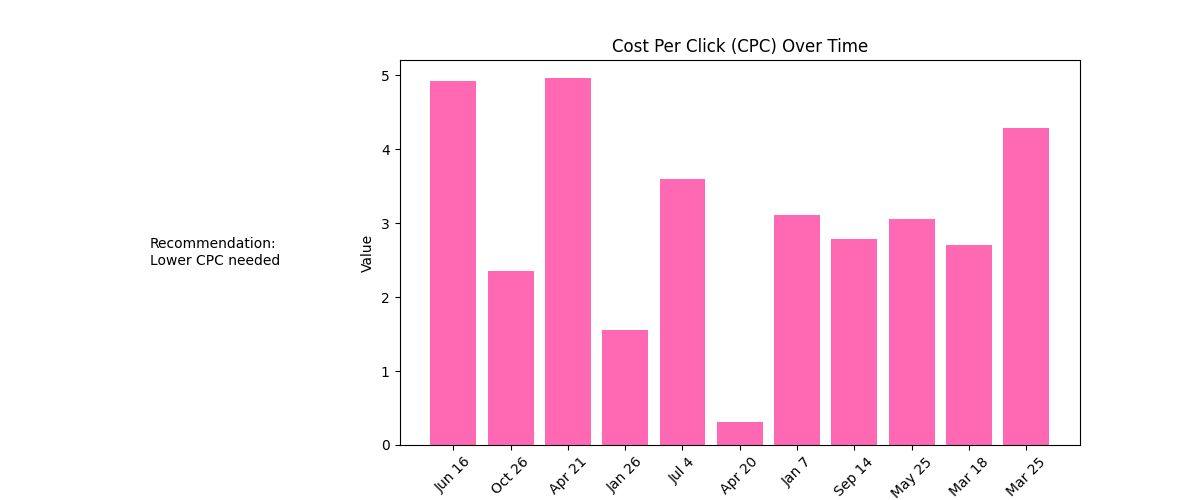 Cost Per Click (CPC) Over Time
Recommendation:
Lower CPC needed
Value
5
4
3
2
1
0
Jun 16
Oct 26
Apr 21
Jan 26
Jul 4
Apr 20
Jan 7
Sep 14
May 25
Mar 18
Mar 25